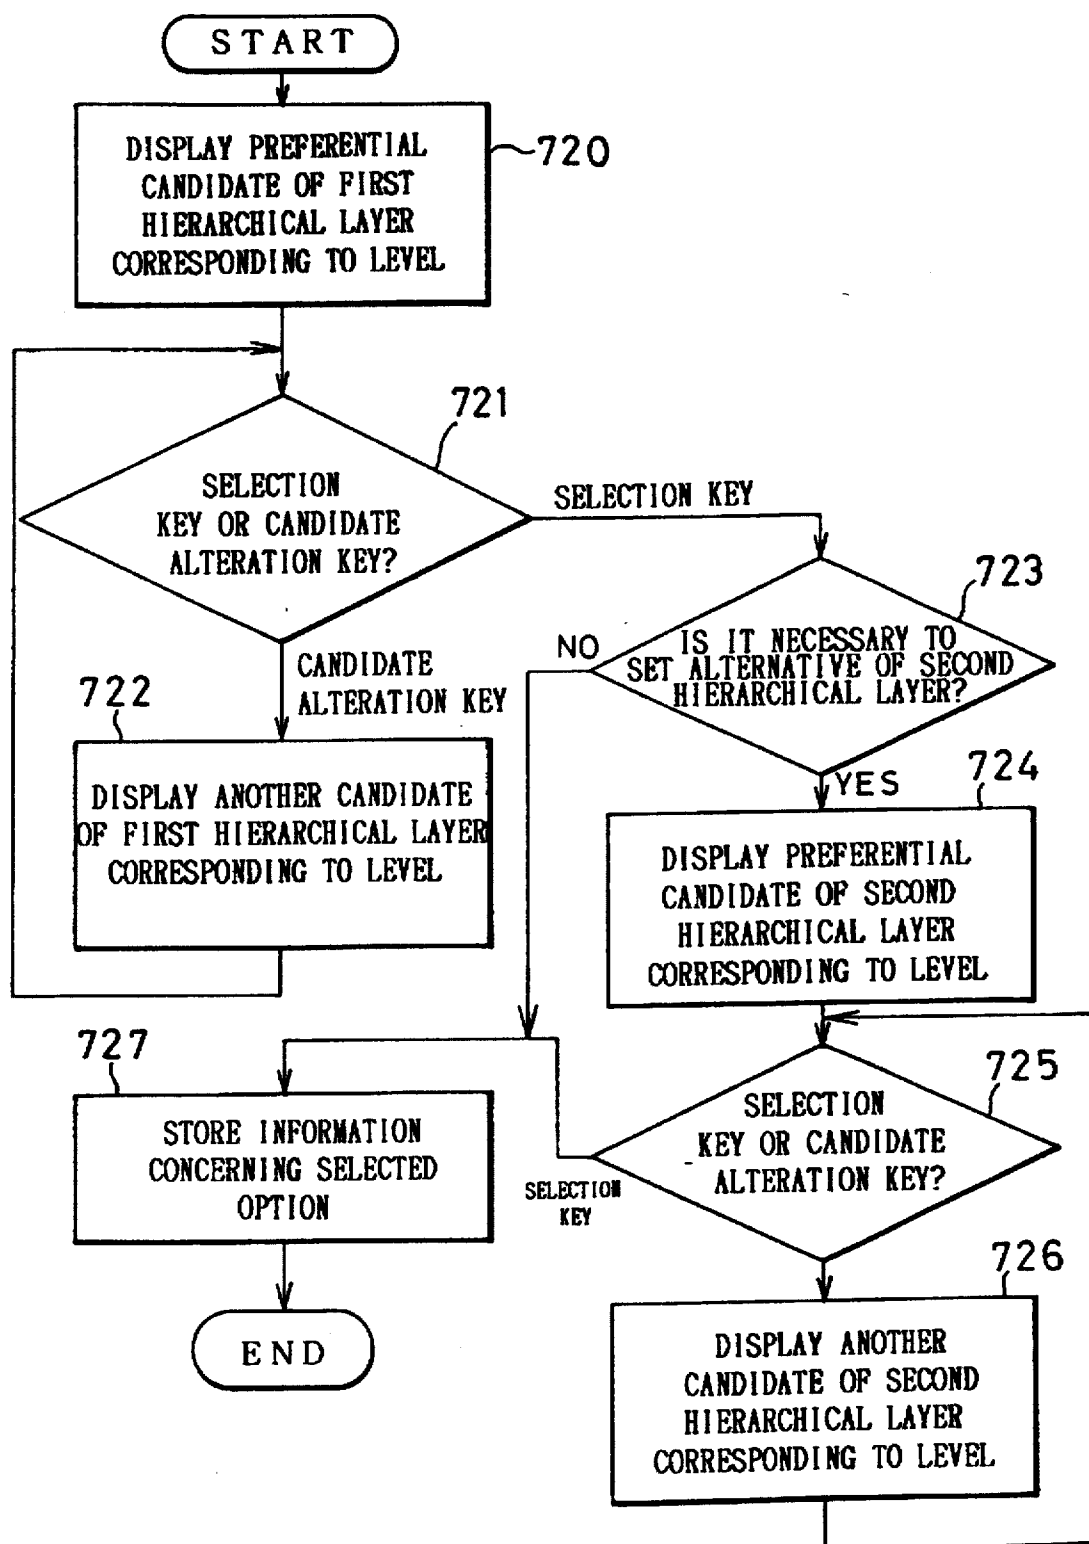 START
DISPLAY PREFERENTIAL
CANDIDATE OF FIRST
HIERARCHICAL LAYER
CORRESPONDING TO LEVEL
720
721
SELECTION
KEY OR CANDIDATE
ALTERATION KEY?
SELECTION KEY
723
NO
IS IT NECESSARY TO
SET ALTERNATIVE OF SECOND
HIERARCHICAL LAYER?
CANDIDATE
ALTERATION KEY
722
DISPLAY ANOTHER CANDIDATE
OF FIRST HIERARCHICAL LAYER
CORRESPONDING TO LEVEL
YES
724
DISPLAY PREFERENTIAL
CANDIDATE OF SECOND
HIERARCHICAL LAYER
CORRESPONDING TO LEVEL
725
SELECTION
KEY OR CANDIDATE
ALTERATION KEY?
SELECTION
KEY
727
STORE INFORMATION
CONCERNING SELECTED
OPTION
END
726
DISPLAY ANOTHER
CANDIDATE OF SECOND
HIERARCHICAL LAYER
CORRESPONDING TO LEVEL